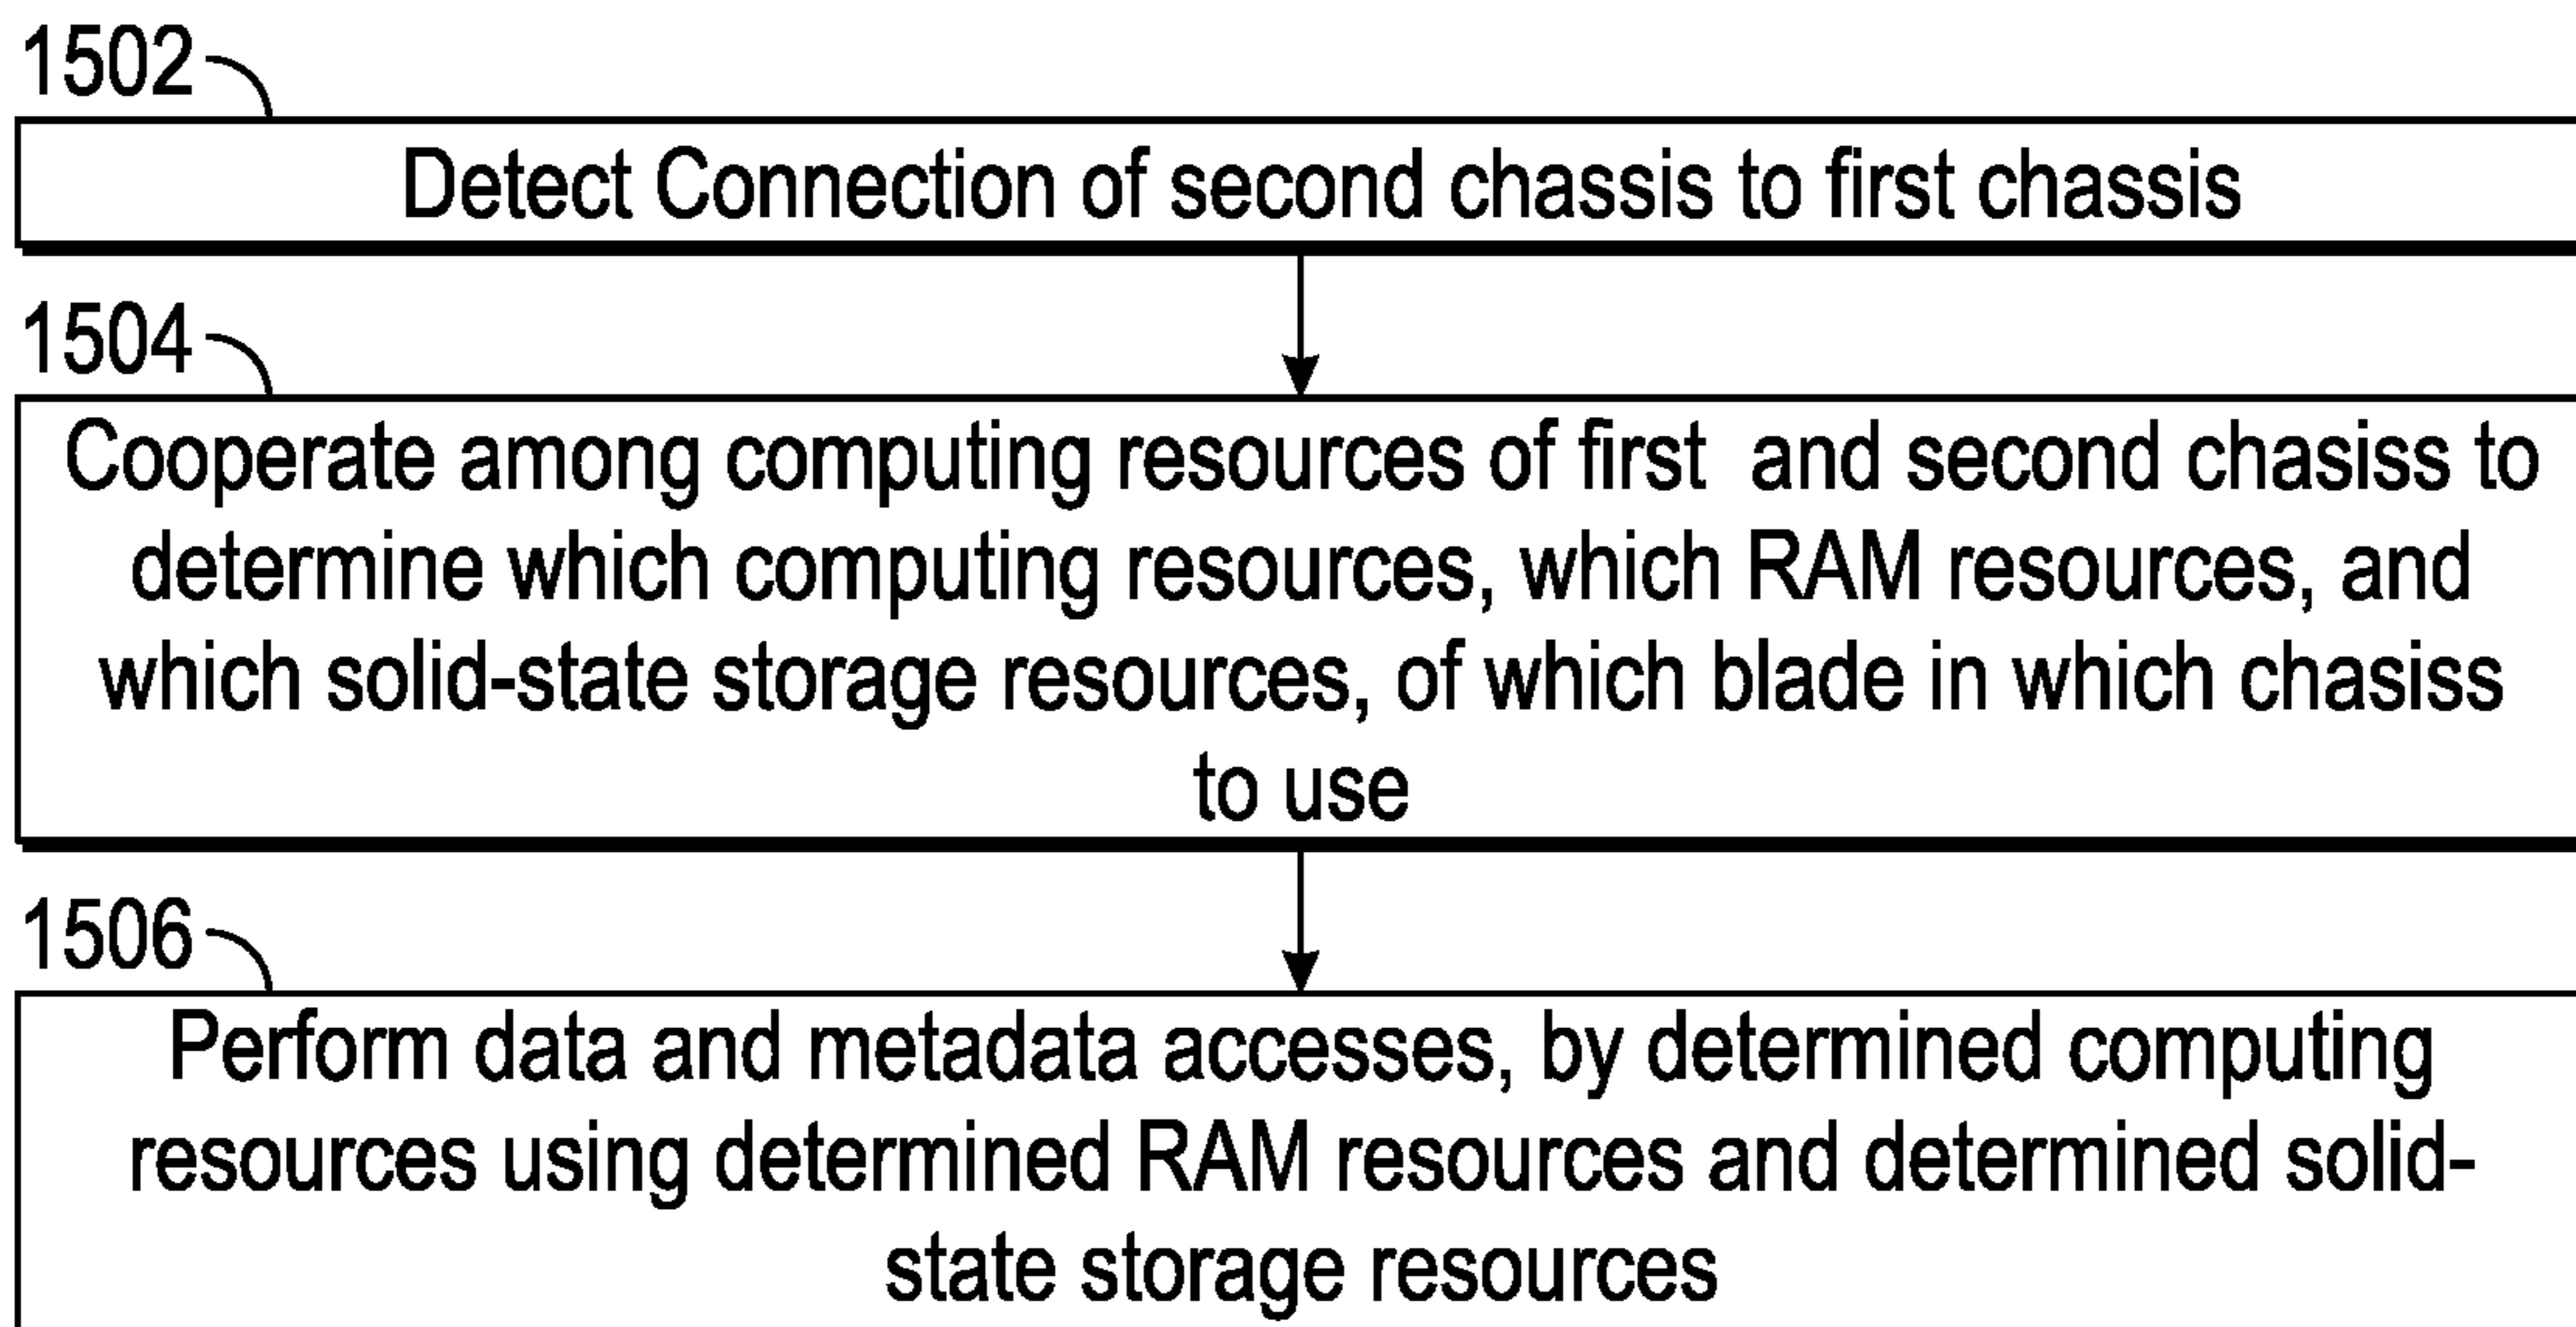 1502
Detect Connection of second chassis to first chassis
1504
Cooperate among computing resources of first  and second chasiss to
determine which computing resources, which RAM resources, and
which solid-state storage resources, of which blade in which chasiss
to use
1506
Perform data and metadata accesses, by determined computing
resources using determined RAM resources and determined solid-
state storage resources